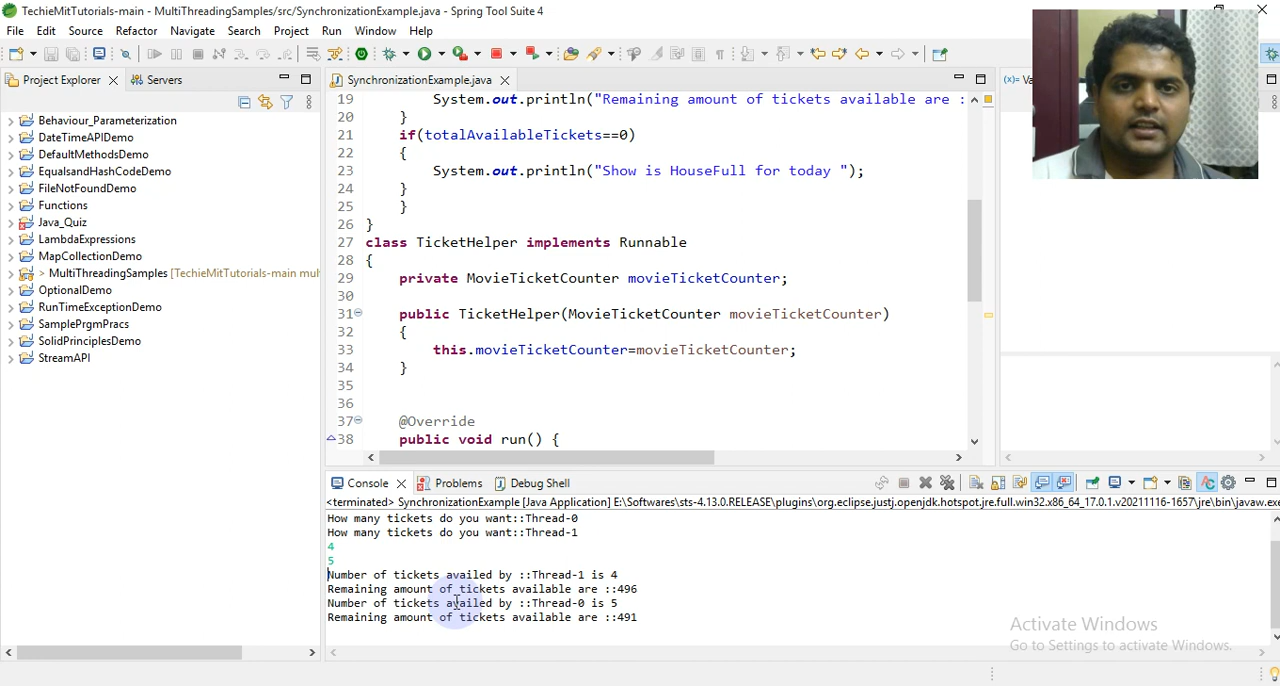 TechieMitTutorials-main - MultiThreadingSamples/src/SynchronizationExample.java - Spring Tool Suite 4
File Edit Source Refactor Navigate Search Project Run Window Help
Project Explorer Servers
SynchronizationExample.java
(x)= Va
Behaviour_Parameterization
DateTimeAPIDemo
DefaultMethodsDemo
EqualsandHashCodeDemo
FileNotFoundDemo
Functions
Java_Quiz
LambdaExpressions
MapCollectionDemo
> MultiThreadingSamples [TechieMitTutorials-main mul
OptionalDemo
RunTimeExceptionDemo
SamplePrgmPracs
SolidPrinciplesDemo
StreamAPI
19 System.out.println("Remaining amount of tickets available are :
20 }
21 if(totalAvailableTickets==0)
22 {
23 System.out.println("Show is HouseFull for today ");
24 }
25 }
26 }
27 class TicketHelper implements Runnable
28 {
29 private MovieTicketCounter movieTicketCounter;
30
31 public TicketHelper(MovieTicketCounter movieTicketCounter)
32 {
33 this.movieTicketCounter=movieTicketCounter;
34 }
35
36
37 @Override
38 public void run() {
Console Problems Debug Shell
<terminated> SynchronizationExample [Java Application] E:\Softwares\sts-4.13.0.RELEASE\plugins\org.eclipse.justj.openjdk.hotspot.jre.full.win32.x86_64_17.0.1.v20211116-1657\jre\bin\javaw.exe
How many tickets do you want::Thread-0
How many tickets do you want::Thread-1
4
5
Number of tickets availed by ::Thread-1 is 4
Remaining amount of tickets available are ::496
Number of tickets availed by ::Thread-0 is 5
Remaining amount of tickets available are ::491
Activate Windows
Go to Settings to activate Windows.